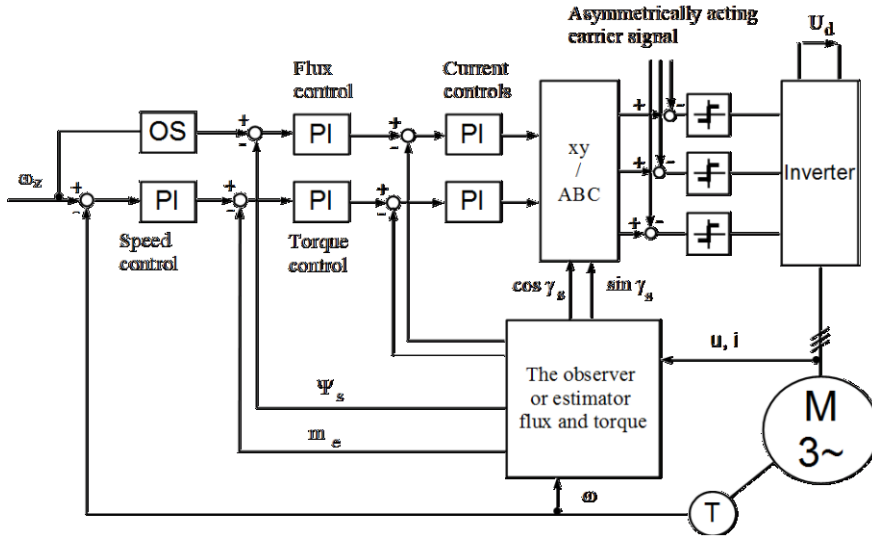 Asymmetrically acting
carrier signal
U_d
Flux
control
Current
controls
+
-
+
-
+
-
OS
PI
PI
xy
/
ABC
Inverter
ω_z
+
-
PI
+
-
PI
+
-
PI
+
-
+
-
+
-
Speed
control
Torque
control
cos γ_s
sin γ_s
u, i
The observer
or estimator
flux and torque
Ψ_s
m_e
M
3~
ω
T